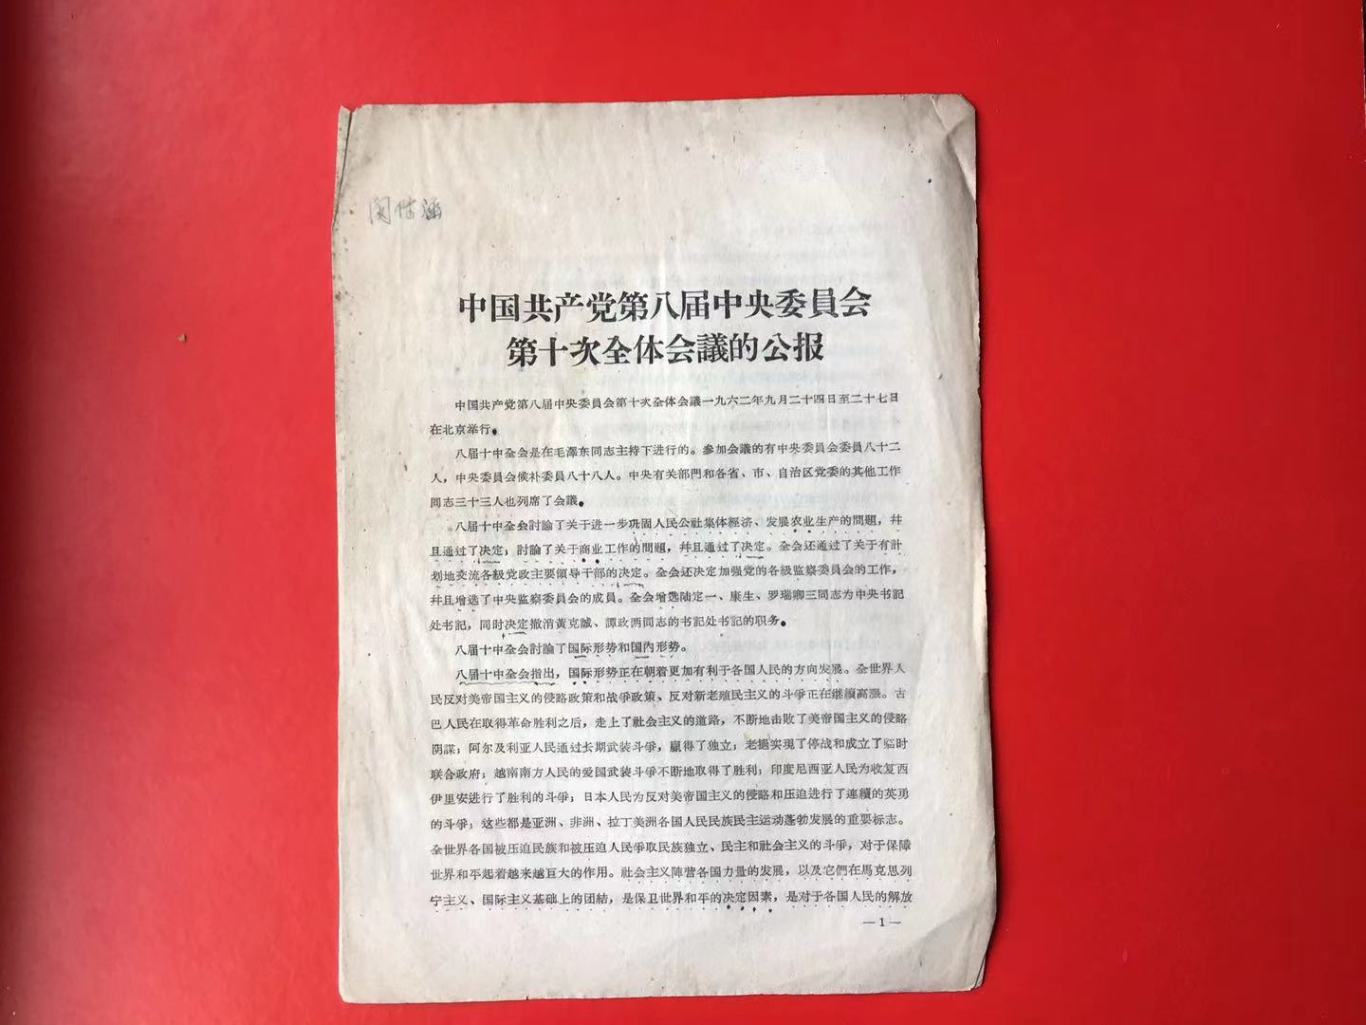 中国共产党第八届中央委員会
第十次全体会議的公报
中国共产党第八届中央委員会第十次全体会議一九六二年九月二十四日至二十七日
在北京举行。
八届十中全会是在毛澤东同志主持下进行的。参加会議的有中央委員会委員八十二
人，中央委員会候补委員八十八人。中央有关部門和各省、市、自治区党委的其他工作
同志三十三人也列席了会議。
八届十中全会討論了关于进一步巩固人民公社集体經济、发展农业生产的問題，幷
且通过了决定；討論了关于商业工作的問題，幷且通过了决定。全会还通过了关于有計
划地交流各級党政主要領导干部的决定。全会还决定加强党的各級监察委員会的工作，
幷且增选了中央监察委員会的成員。全会增选陆定一、康生、罗瑞卿三同志为中央书記
处书記，同时决定撤消黄克誠、譚政两同志的书記处书記的职务。
八届十中全会討論了国际形势和国內形势。
八届十中全会指出，国际形势正在朝着更加有利于各国人民的方向发展。全世界人
民反对美帝国主义的侵略政策和战爭政策、反对新老殖民主义的斗爭正在继續高漲。古
巴人民在取得革命胜利之后，走上了社会主义的道路，不断地击敗了美帝国主义的侵略
阴謀；阿尔及利亚人民通过长期武装斗爭，贏得了独立；老撾实現了停战和成立了临时
联合政府；越南南方人民的爱国武装斗爭不断地取得了胜利；印度尼西亚人民为收复西
伊里安进行了胜利的斗爭；日本人民为反对美帝国主义的侵略和压迫进行了連續的英勇
的斗爭；这些都是亚洲、非洲、拉丁美洲各国人民民族民主运动蓬勃发展的重要标志。
全世界各国被压迫民族和被压迫人民爭取民族独立、民主和社会主义的斗爭，对于保障
世界和平起着越来越巨大的作用。社会主义陣营各国力量的发展，以及它們在馬克思列
宁主义、国际主义基础上的团結，是保卫世界和平的决定因素，是对于各国人民的解放
—1—